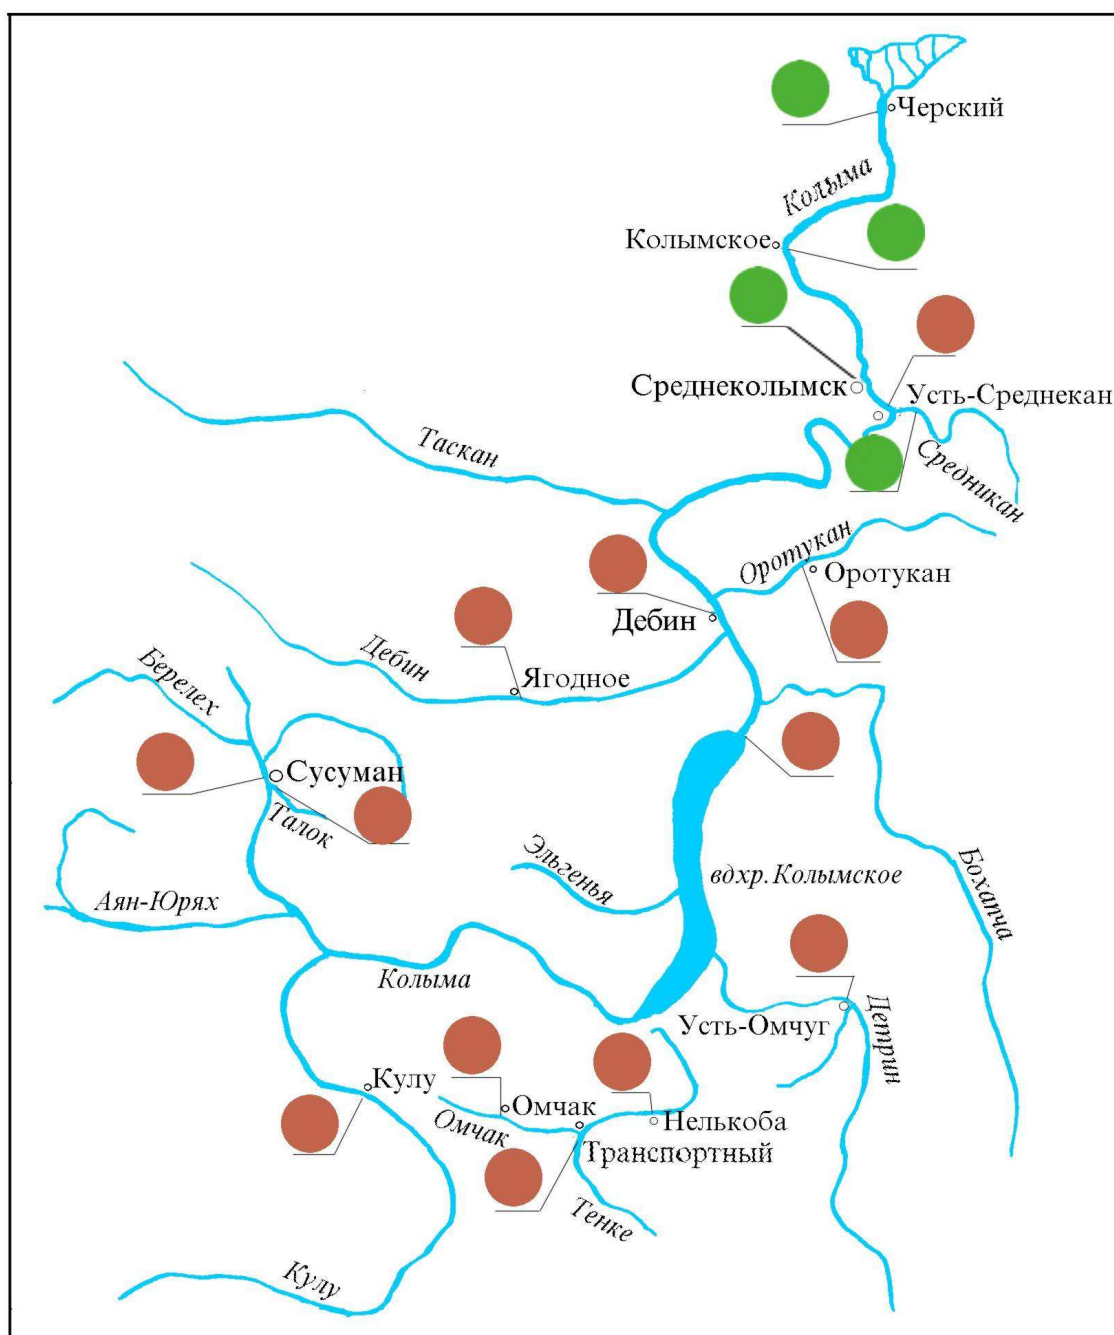 Черский
Колыма
Колымское
Среднеколымск
Усть-Среднекан
Таскан
Средникан
Оротукан
Оротукан
Дебин
Дебин
Ягодное
Берелех
Сусуман
Талок
Эльгенья
вдхр. Колымское
Бохапча
Аян-Юрях
Колыма
Усть-Омчуг
Детрин
Кулу
Омчак
Омчак
Нелькоба
Транспортный
Тенке
Кулу